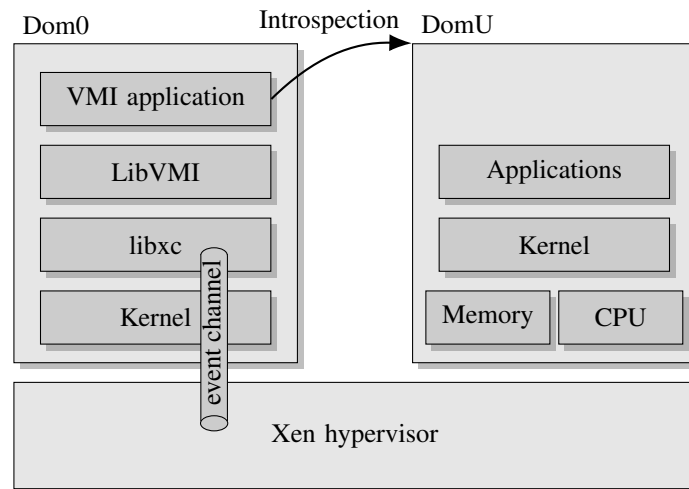 Introspection
Dom0
DomU
VMI application
LibVMI
Applications
libxc
Kernel
Kernel
Memory
CPU
event channel
Xen hypervisor